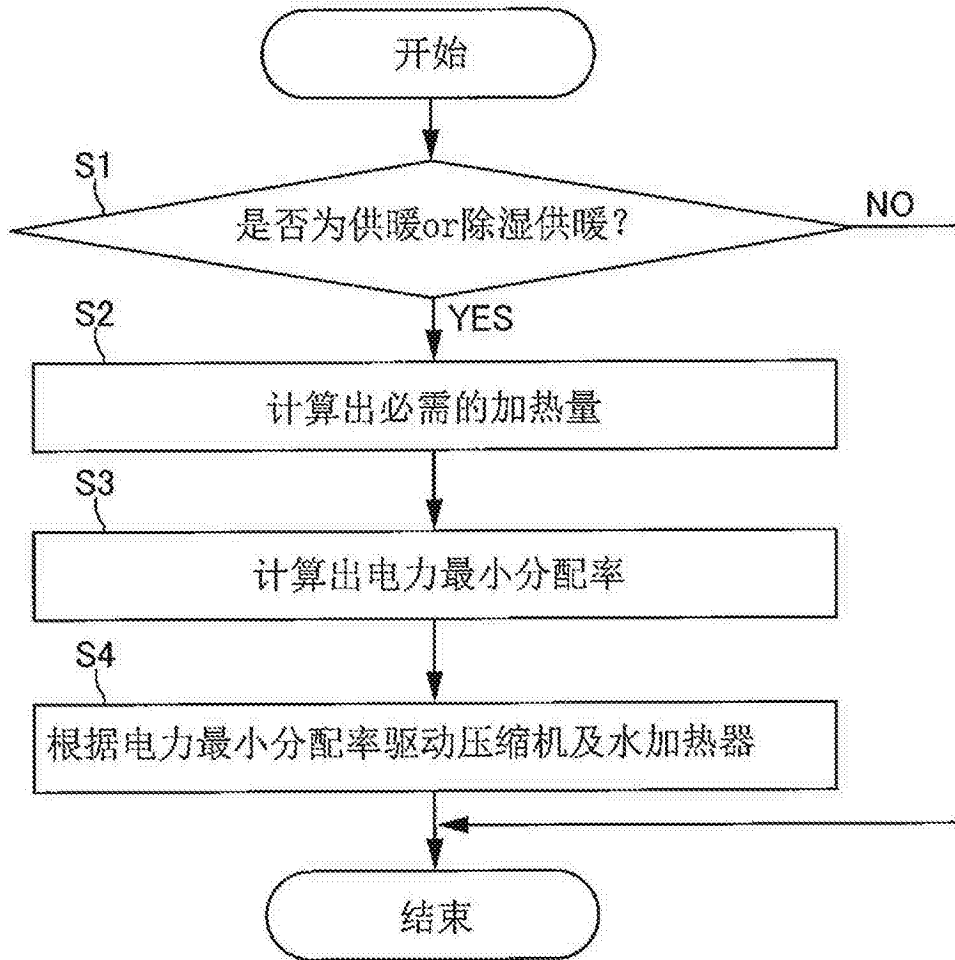 开始
S1
是否为供暖or除湿供暖?
NO
YES
S2
计算出必需的加热量
S3
计算出电力最小分配率
S4
根据电力最小分配率驱动压缩机及水加热器
结束